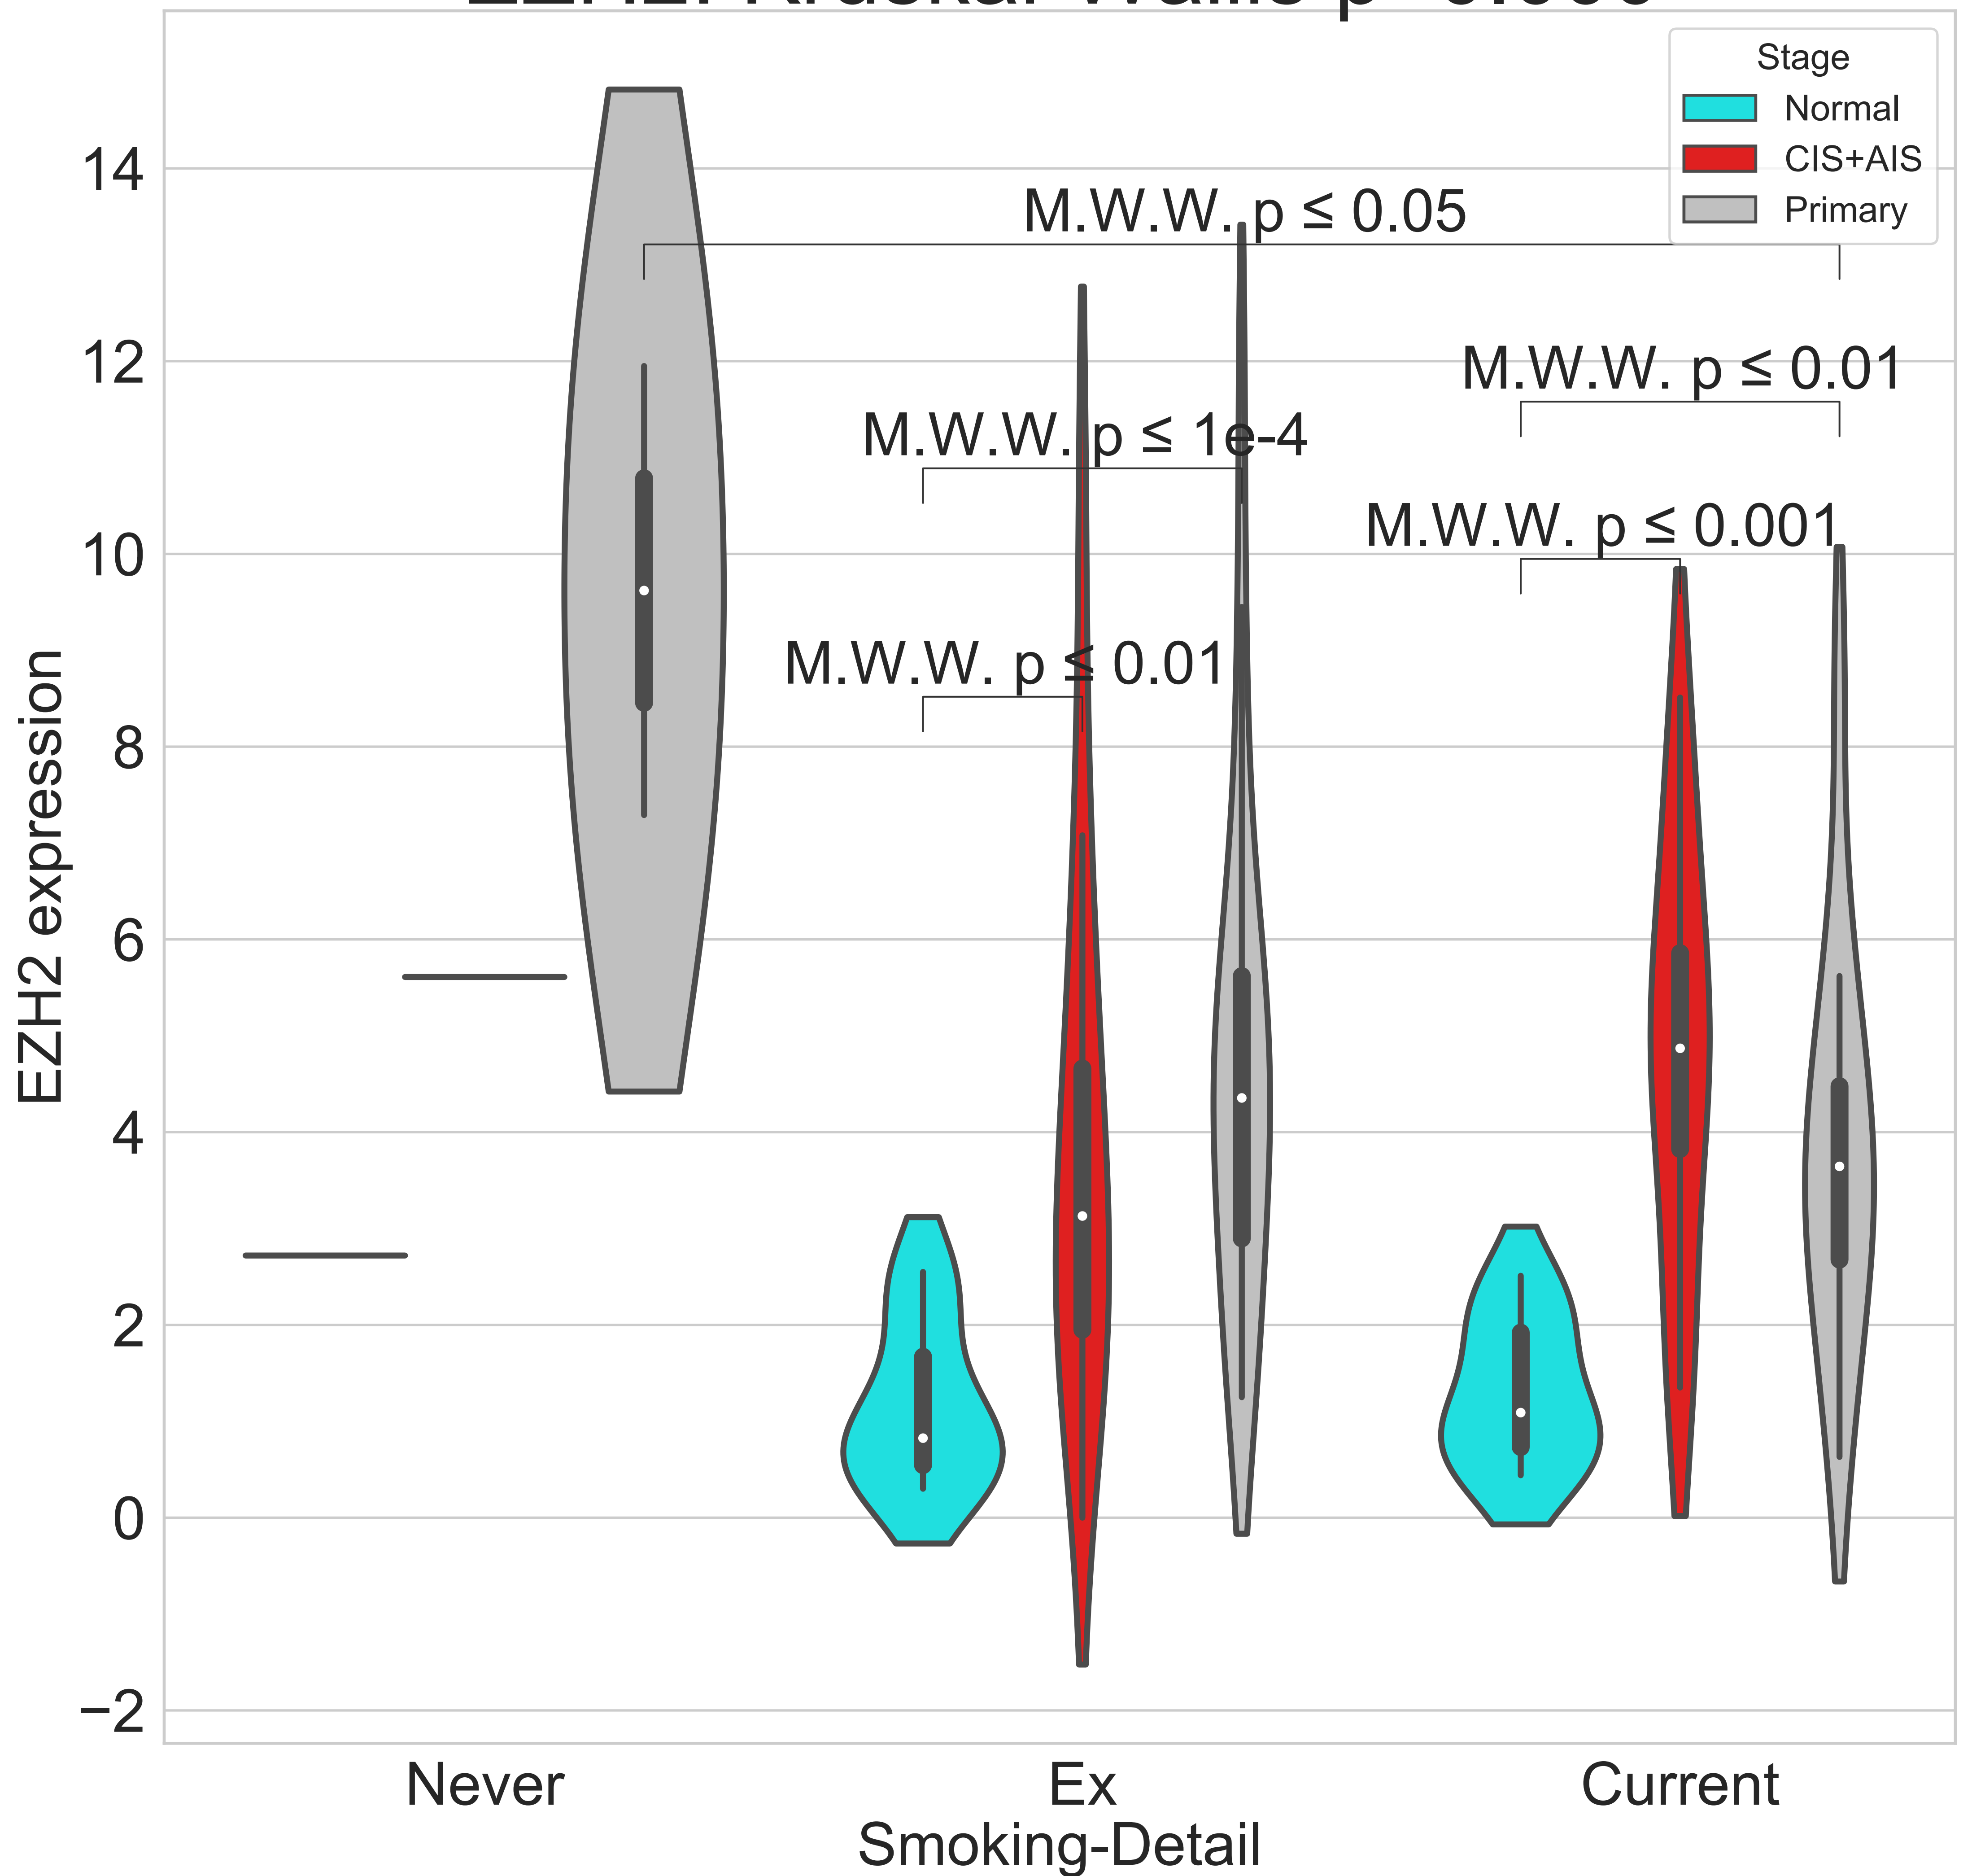 Stage
Normal
CIS+AIS
Primary
14
12
10
8
6
4
2
0
−2
EZH2 expression
M.W.W. p ≤ 0.05
M.W.W. p ≤ 0.01
M.W.W. p ≤ 1e-4
M.W.W. p ≤ 0.001
M.W.W. p ≤ 0.01
Never
Ex
Current
Smoking-Detail